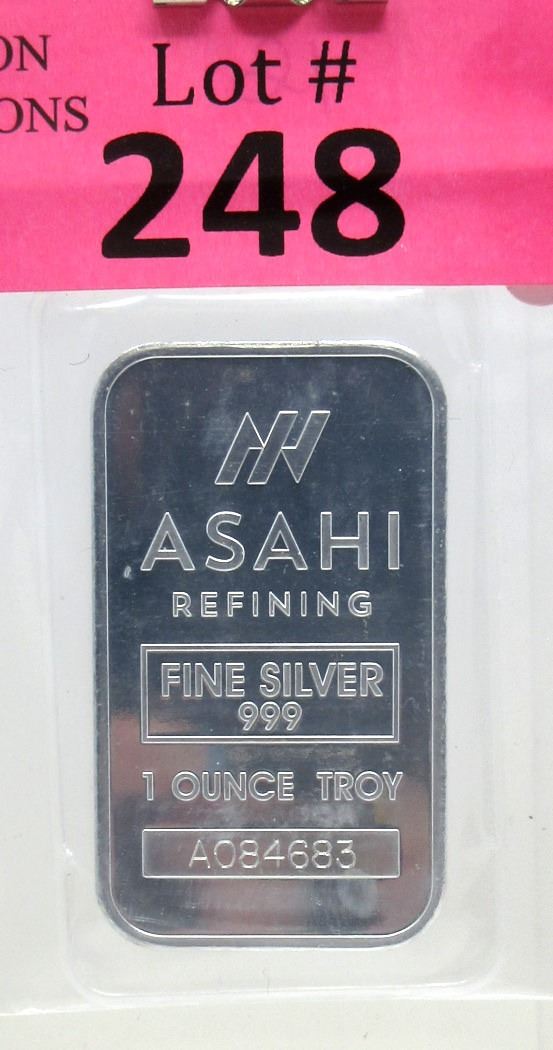 ON
ONS
Lot #
248
ASAHI
REFINING
FINE SILVER
999
1 OUNCE TROY
A084683